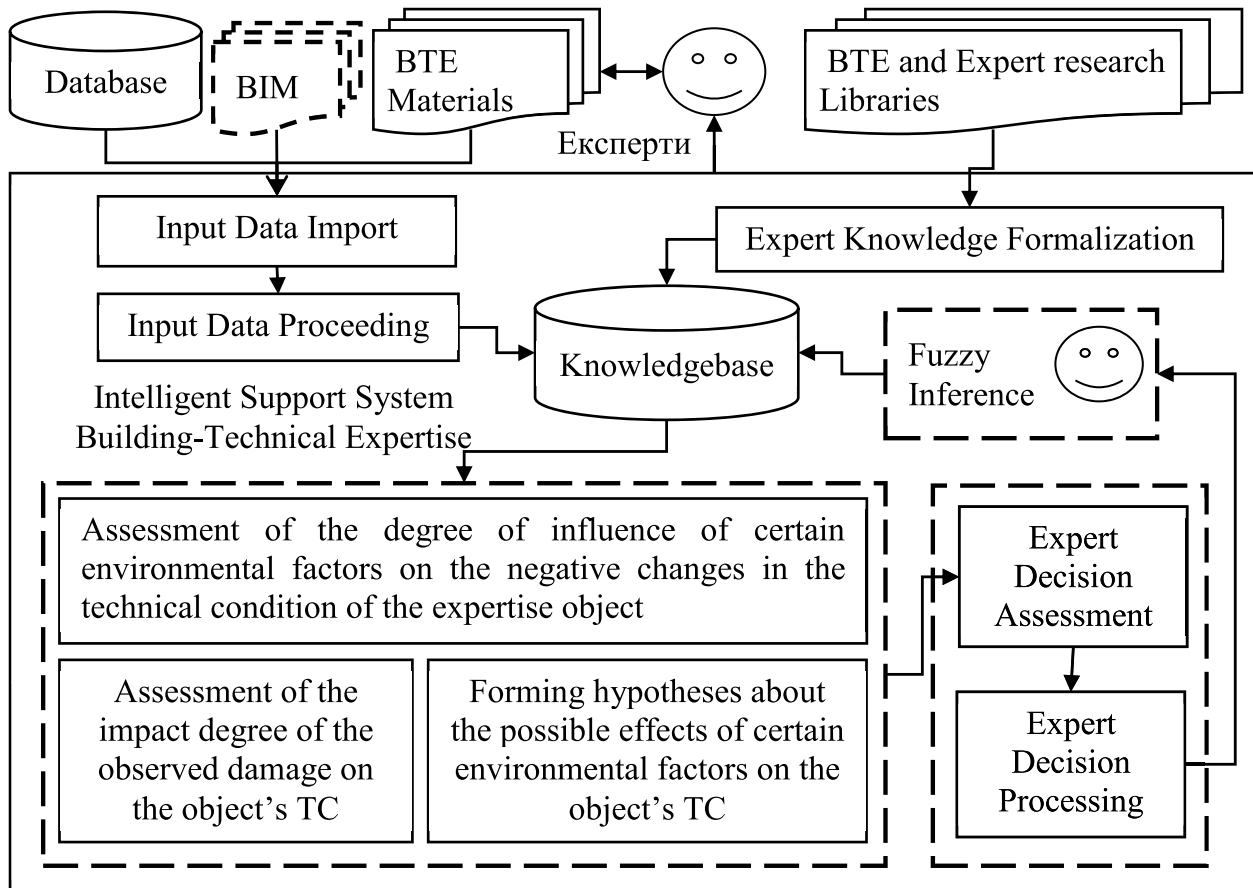 Database
BIM
BTE
Materials
BTE and Expert research
Libraries
Експерти
Input Data Import
Expert Knowledge Formalization
Input Data Proceeding
Knowledgebase
Fuzzy
Inference
Intelligent Support System
Building-Technical Expertise
Assessment of the degree of influence of certain
environmental factors on the negative changes in the
technical condition of the expertise object
Expert
Decision
Assessment
Assessment of the
impact degree of the
observed damage on
the object’s TC
Forming hypotheses about
the possible effects of certain
environmental factors on the
object’s TC
Expert
Decision
Processing